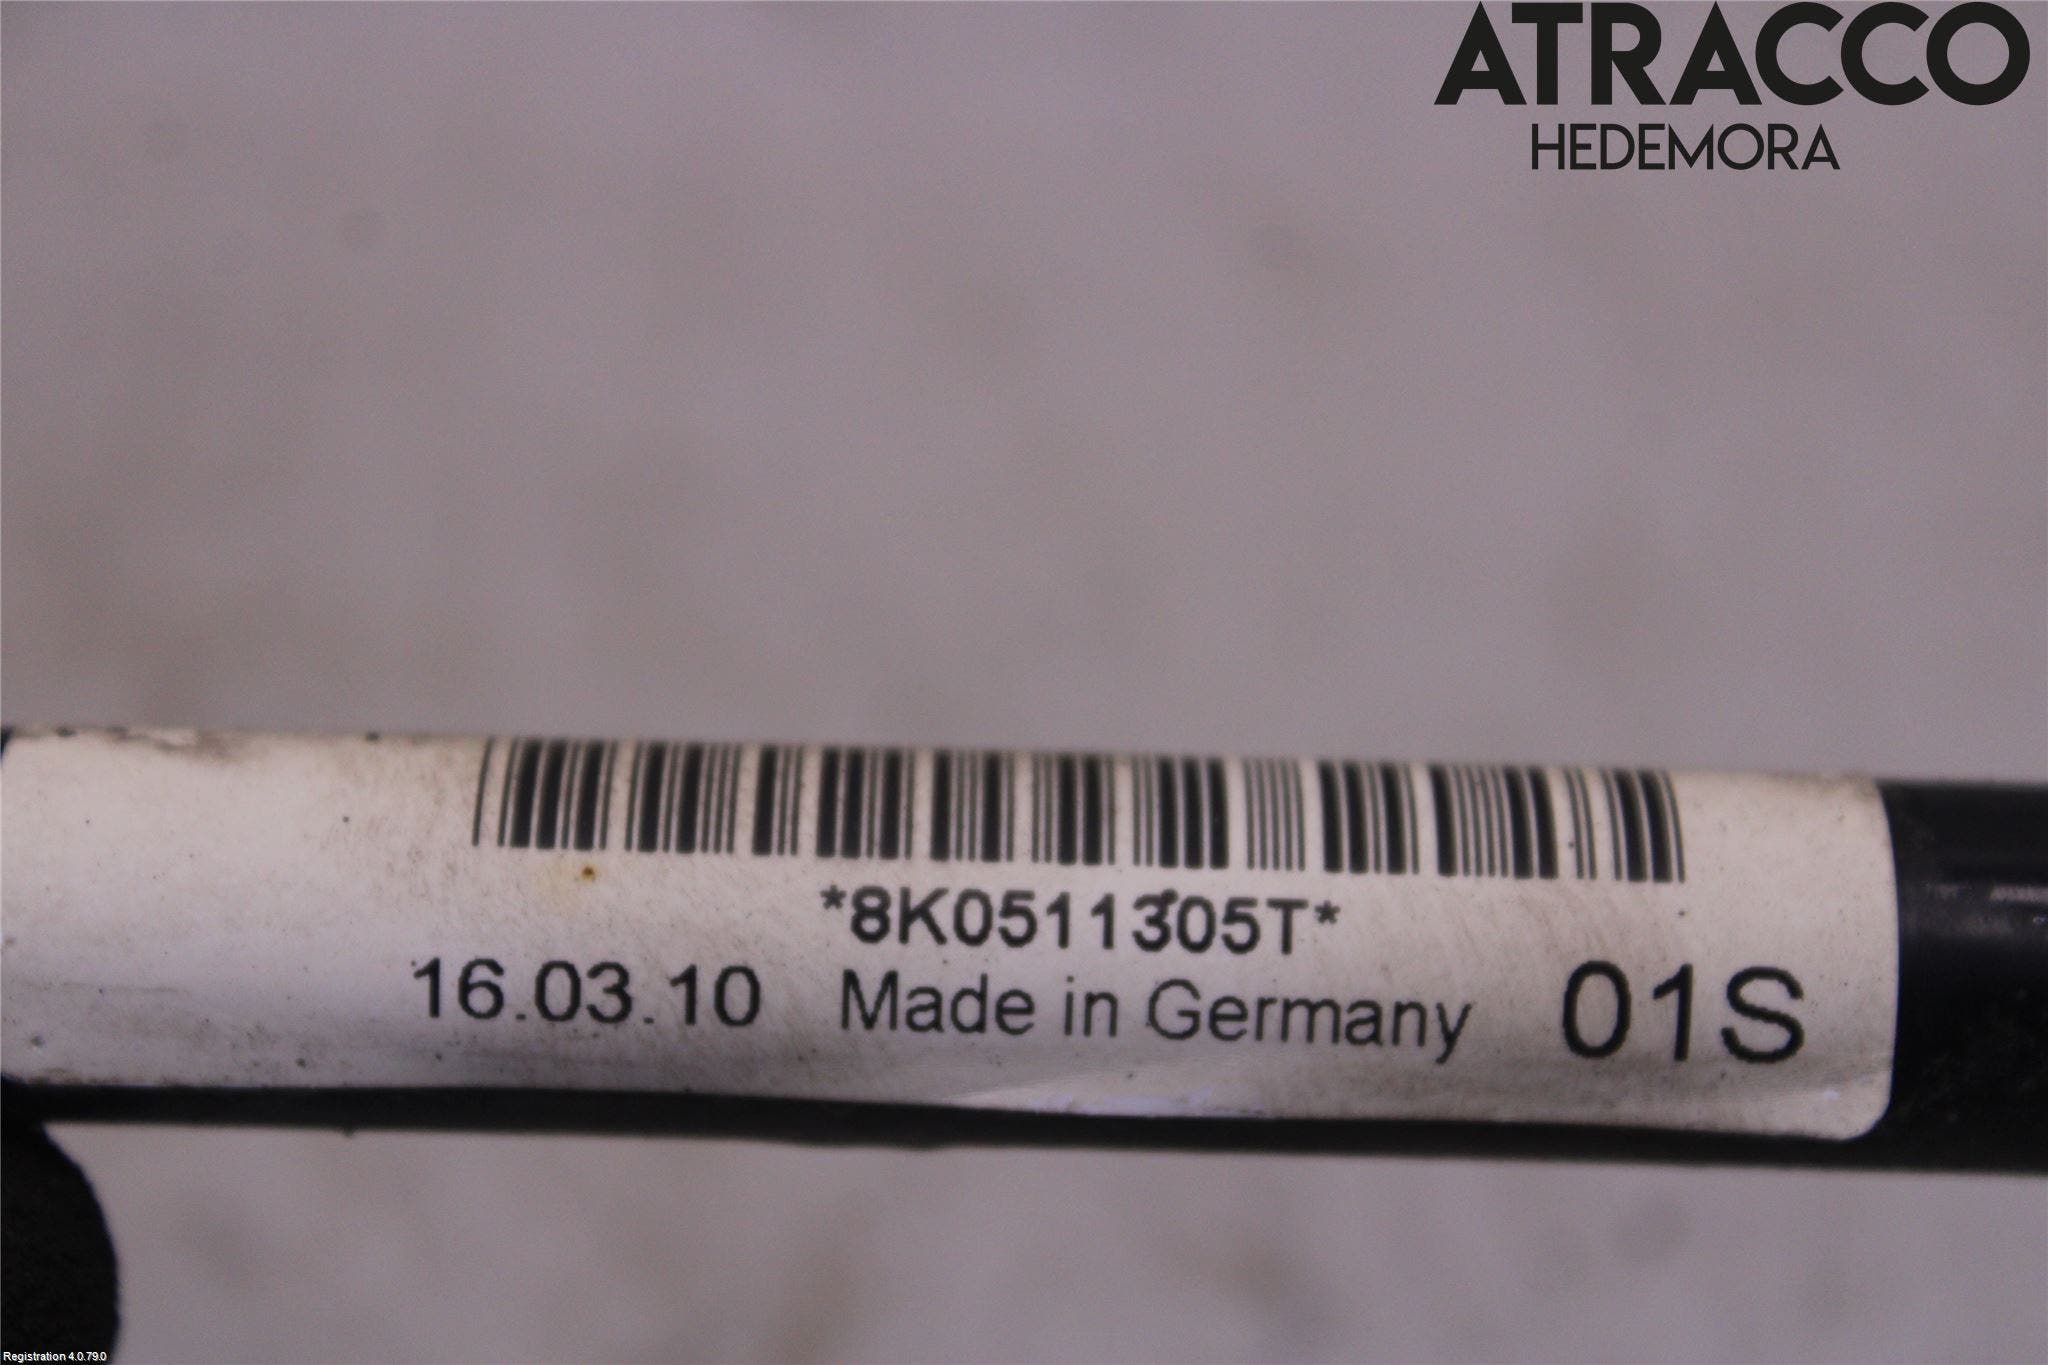 ATRACCO
HEDEMORA
*8K0511305T*
16.03.10 Made in Germany 01S
Registration 4.0.79.0